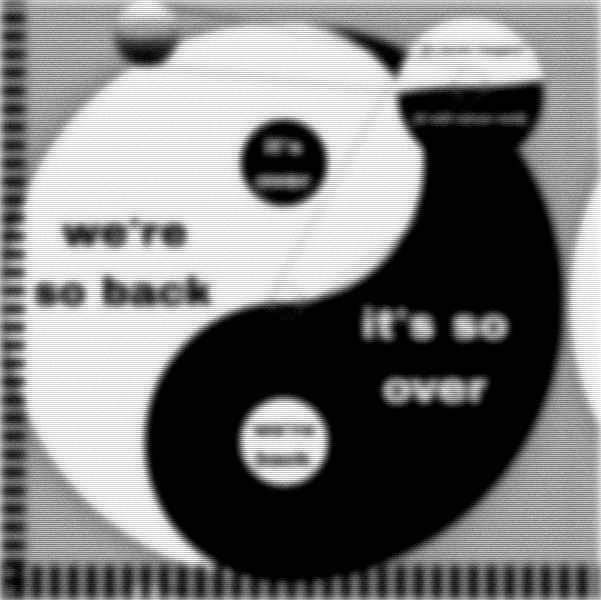 it's
over
we're
so back
it's so
over
we're
back